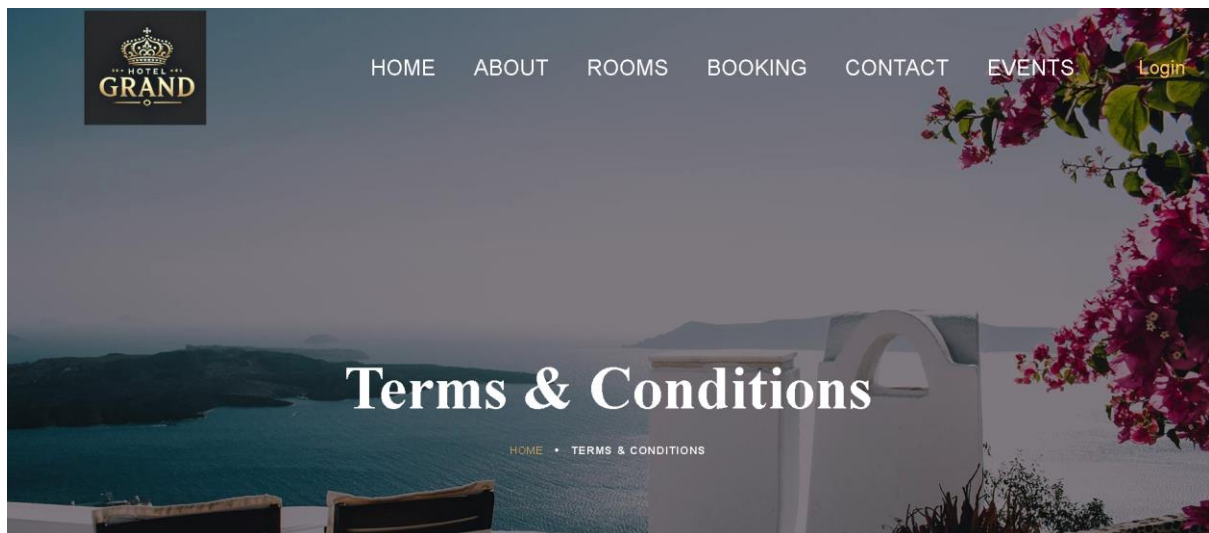 HOTEL
GRAND
HOME ABOUT ROOMS BOOKING CONTACT EVENTS Login
Terms & Conditions
HOME • TERMS & CONDITIONS